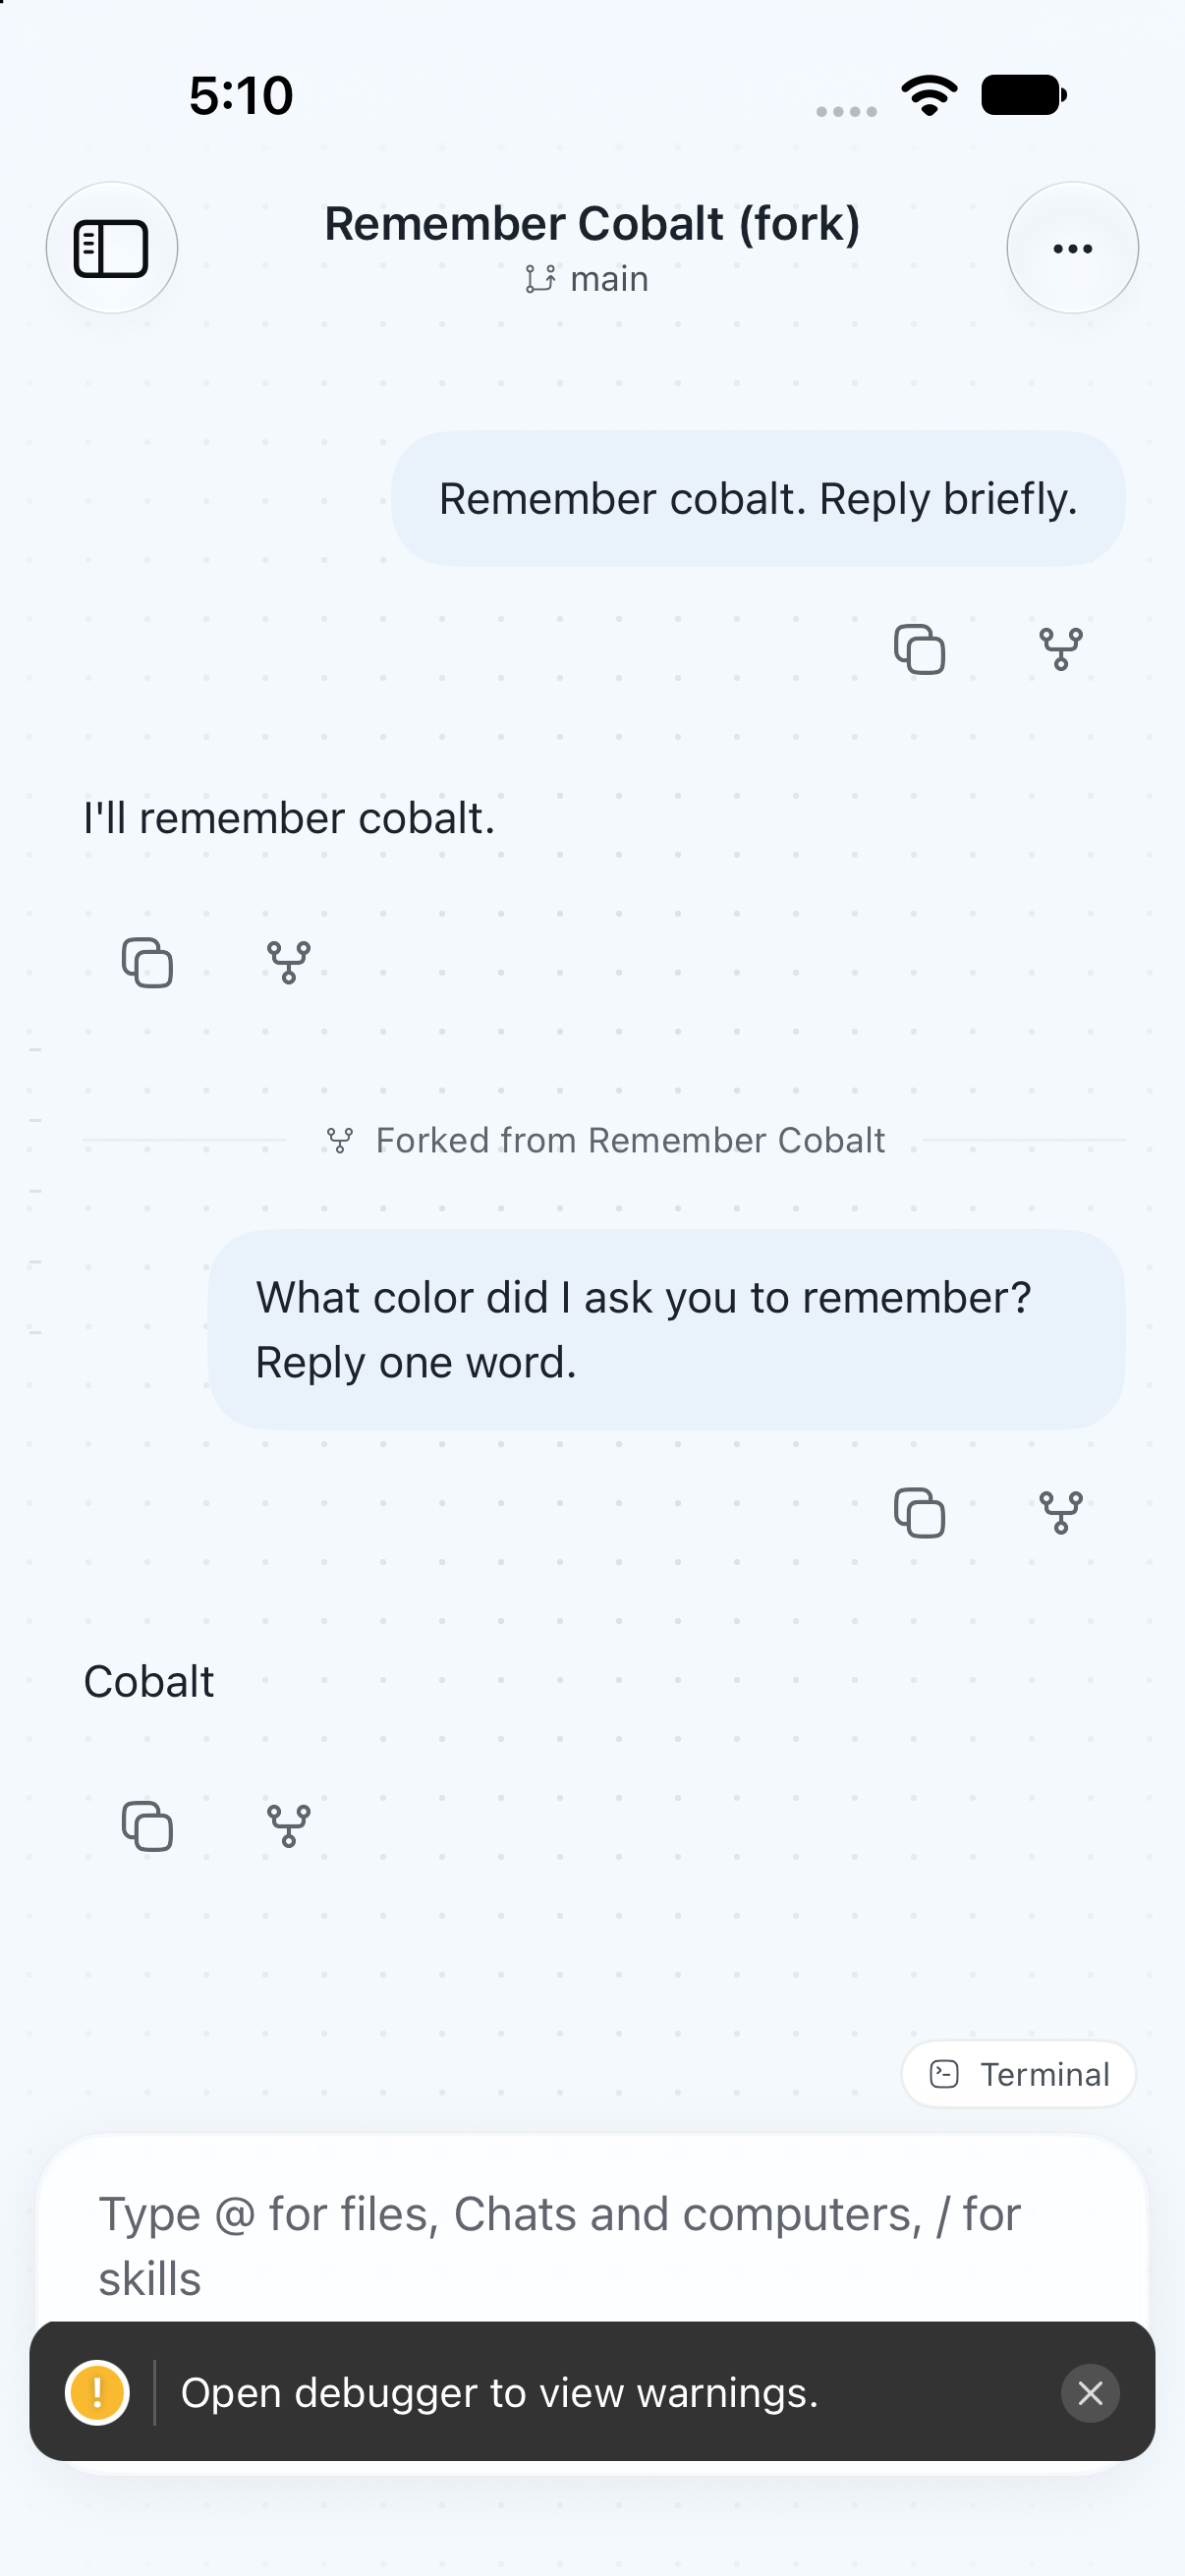 5:10
Remember Cobalt (fork)
main
Remember cobalt. Reply briefly.
I'll remember cobalt.
Forked from Remember Cobalt
What color did I ask you to remember?
Reply one word.
Cobalt
Terminal
Type @ for files, Chats and computers, / for
skills
Open debugger to view warnings.